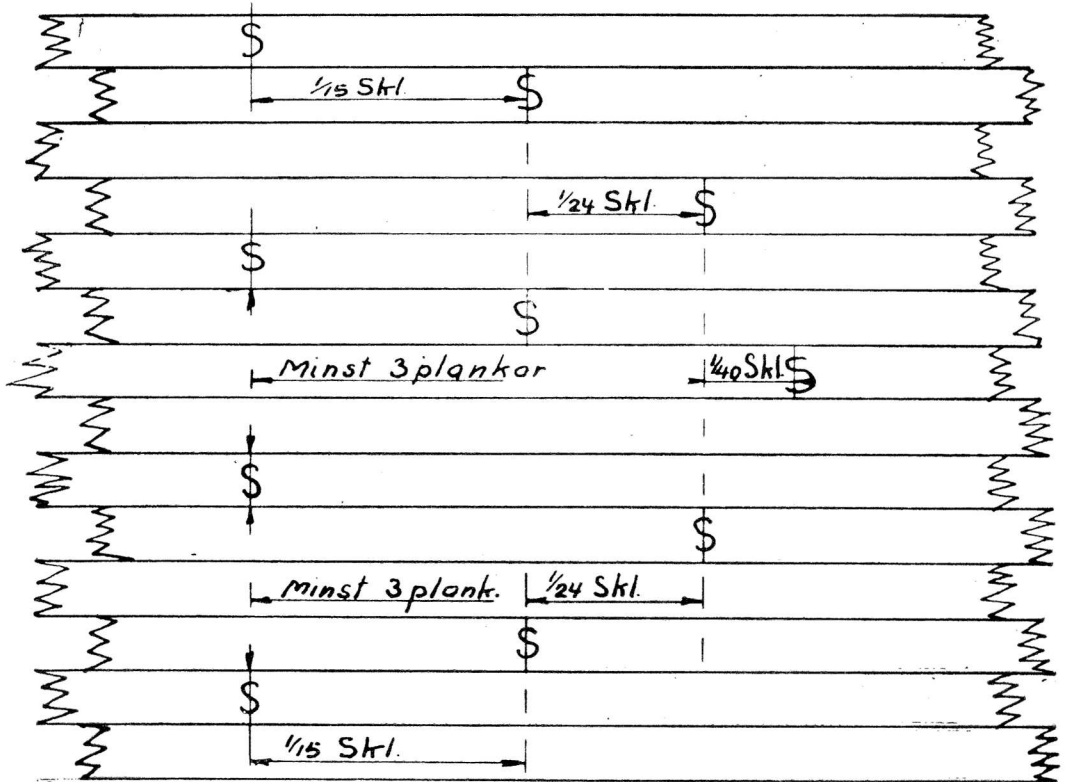 S
1/15 Skl. S
1/24 Skl. S
S
S
Minst 3 plankor 1/40 Skl. S
S
S
Minst 3 plank. 1/24 Skl.
S
S
1/15 Skl.